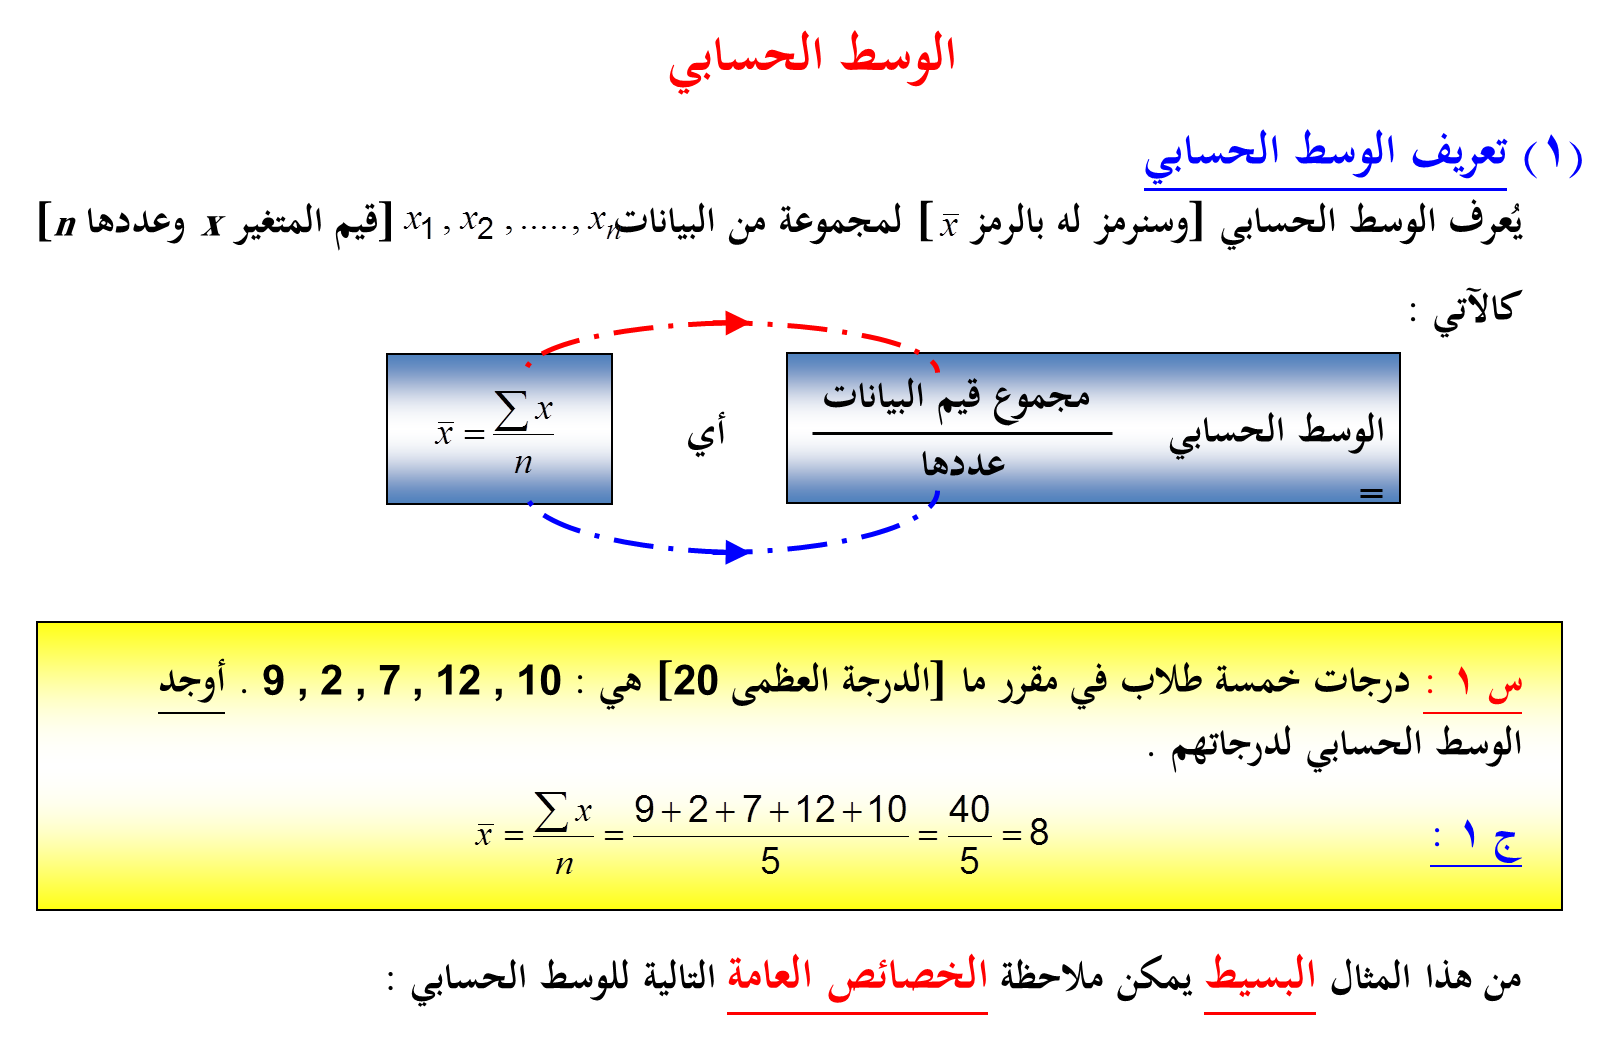 الوسط الحسابي
(١) تعريف الوسط الحسابي
يُعرف الوسط الحسابي [وسنرمز له بالرمز x̄ ] لمجموعة من البيانات x1 , x2 , ....., xn [قيم المتغير x وعددها n]
كالآتي :
الوسط الحسابي =
مجموع قيم البيانات
عددها
أي
x̄ = ∑x / n
س ١ : درجات خمسة طلاب في مقرر ما [الدرجة العظمى 20] هي : 10 , 12 , 7 , 2 , 9 . أوجد
الوسط الحسابي لدرجاتهم .
ج ١ :
x̄ = ∑x / n = 9+2+7+12+10 / 5 = 40 / 5 = 8
من هذا المثال البسيط يمكن ملاحظة الخصائص العامة التالية للوسط الحسابي :